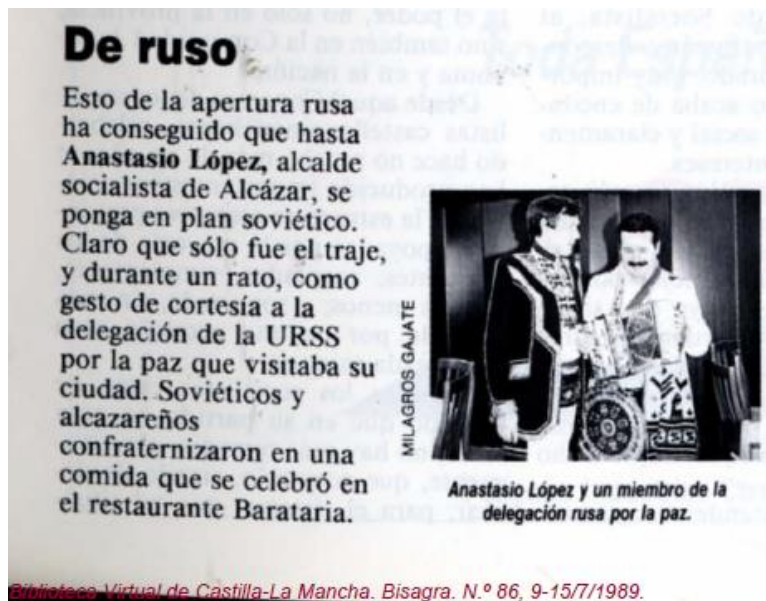 De ruso
Esto de la apertura rusa
ha conseguido que hasta
Anastasio López, alcalde
socialista de Alcázar, se
ponga en plan soviético.
Claro que sólo fue el traje,
y durante un rato, como
gesto de cortesía a la
delegación de la URSS
por la paz que visitaba su
ciudad. Soviéticos y
alcazareños
confraternizaron en una
comida que se celebró en
el restaurante Barataria.
MILAGROS GAJATE
Anastasio López y un miembro de la
delegación rusa por la paz.
Biblioteca Virtual de Castilla-La Mancha. Bisagra. N.º 86, 9-15/7/1989.